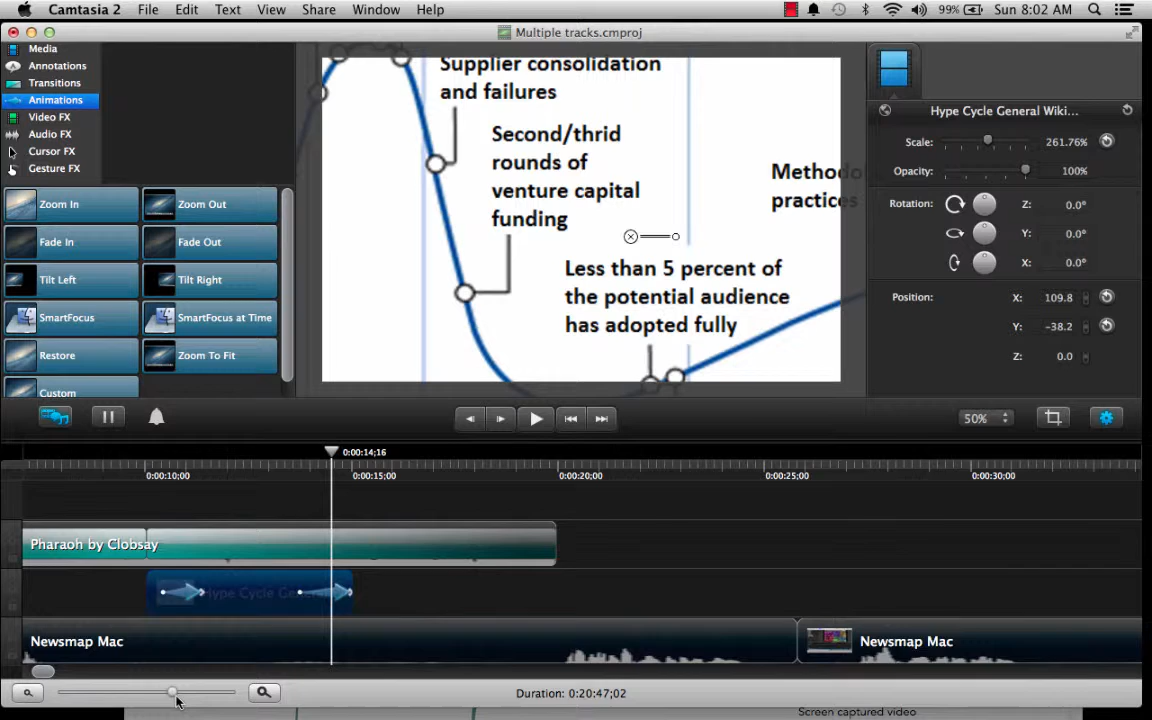 Camtasia 2 File Edit Text View Share Window Help 99% Sun 8:02 AM
Multiple tracks.cmproj
Media
Annotations
Transitions
Animations
Video FX
Audio FX
Cursor FX
Gesture FX
Zoom In Zoom Out
Fade In Fade Out
Tilt Left Tilt Right
SmartFocus SmartFocus at Time
Restore Zoom To Fit
Custom
Supplier consolidation
and failures
Second/thrid
rounds of
venture capital
funding
Less than 5 percent of
the potential audience
has adopted fully
Methodo
practices
Hype Cycle General Wiki...
Scale: 261.76%
Opacity: 100%
Rotation: Z: 0.0°
Y: 0.0°
X: 0.0°
Position: X: 109.8
Y: -38.2
Z: 0.0
50%
0:00:14;16
0:00:10;00 0:00:15;00 0:00:20;00 0:00:25;00 0:00:30;00
Pharaoh by Clobsay
Hype Cycle Gene
Newsmap Mac Newsmap Mac
Duration: 0:20:47;02
Screen captured video